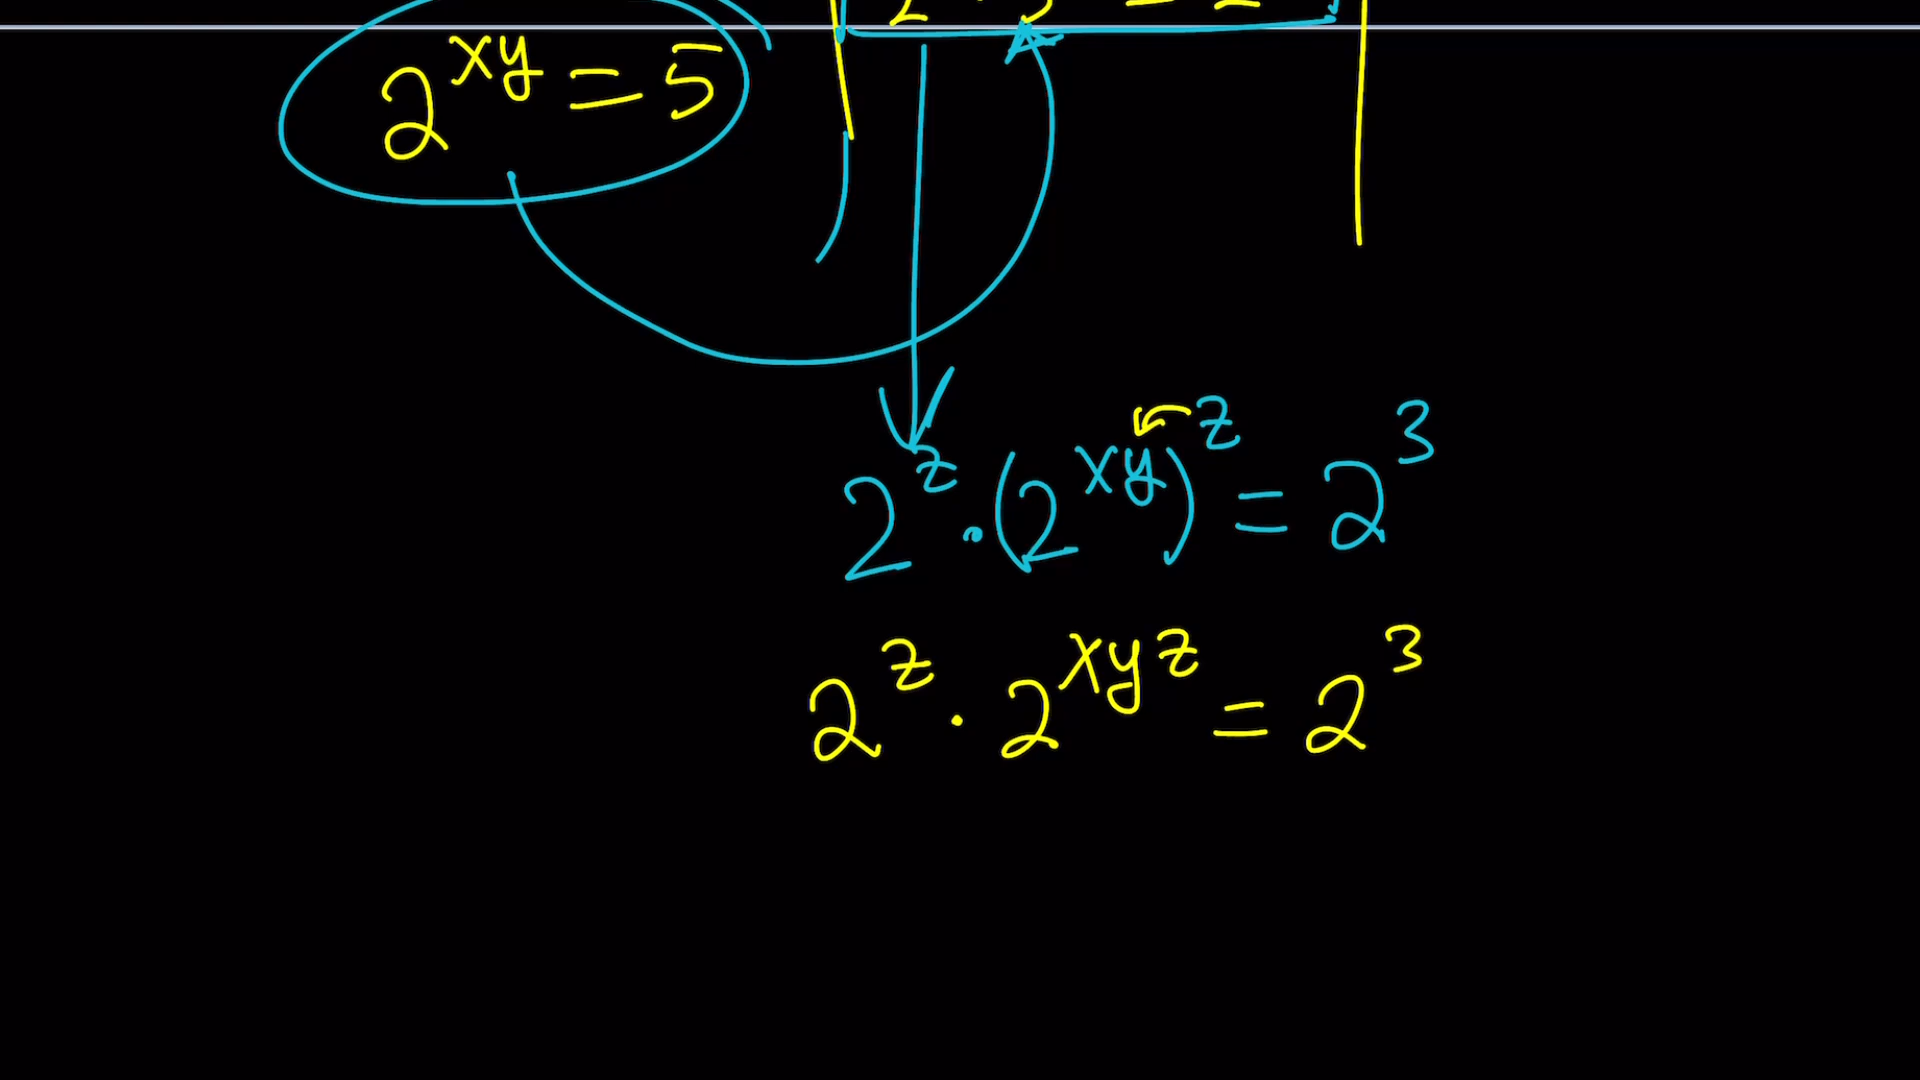 2^{xy} = 5
2^z · (2^{xy})^z = 2^3
2^z · 2^{xyz} = 2^3